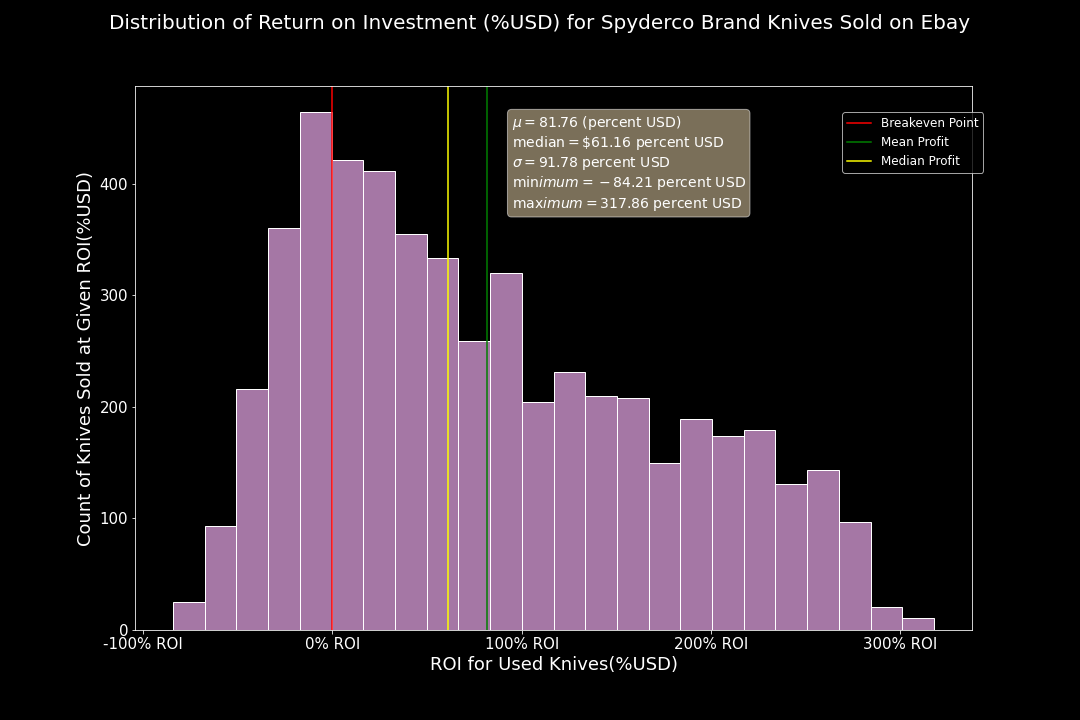 Distribution of Return on Investment (%USD) for Spyderco Brand Knives Sold on Ebay
μ = 81.76 (percent USD)
median = $61.16 percent USD
σ = 91.78 percent USD
minimum = −84.21 percent USD
maximum = 317.86 percent USD
Breakeven Point
Mean Profit
Median Profit
Count of Knives Sold at Given ROI(%USD)
400
300
200
100
0
-100% ROI
0% ROI
100% ROI
200% ROI
300% ROI
ROI for Used Knives(%USD)